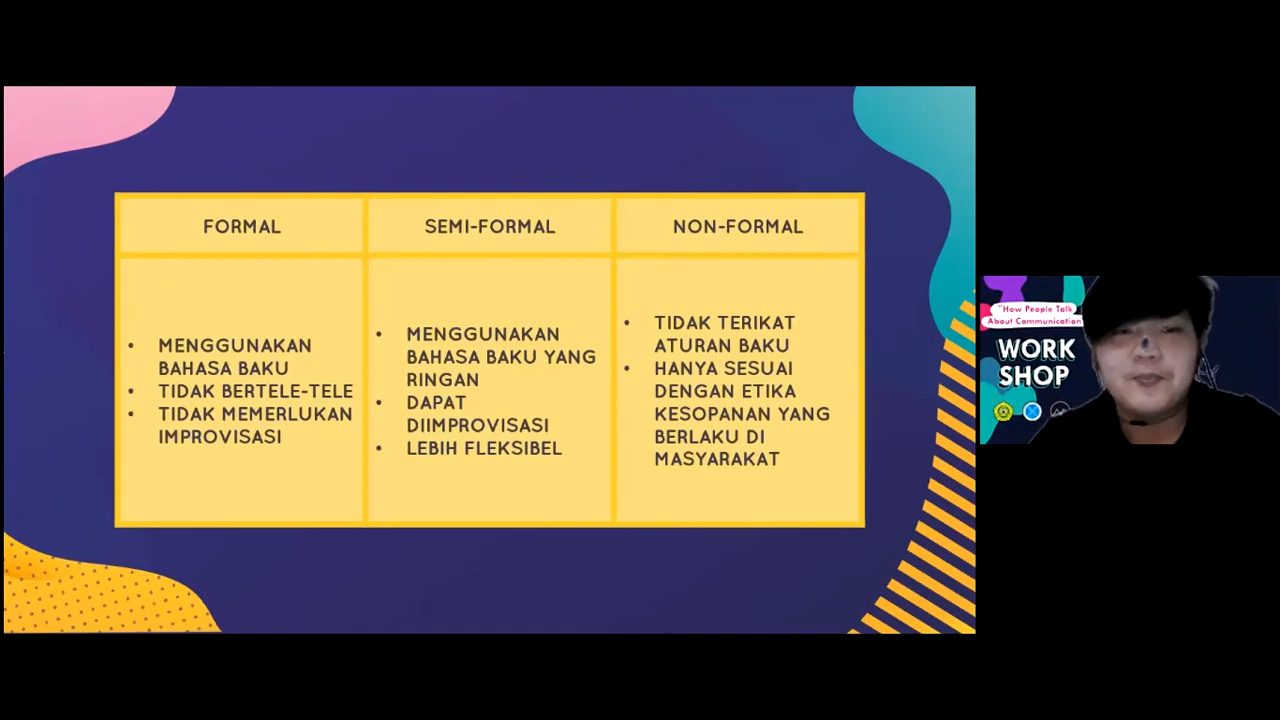 FORMAL
SEMI-FORMAL
NON-FORMAL
• MENGGUNAKAN
BAHASA BAKU
• TIDAK BERTELE-TELE
• TIDAK MEMERLUKAN
IMPROVISASI
• MENGGUNAKAN
BAHASA BAKU YANG
RINGAN
• DAPAT
DIIMPROVISASI
• LEBIH FLEKSIBEL
• TIDAK TERIKAT
ATURAN BAKU
• HANYA SESUAI
DENGAN ETIKA
KESOPANAN YANG
BERLAKU DI
MASYARAKAT
"How People Talk
About Communication
WORK
SHOP